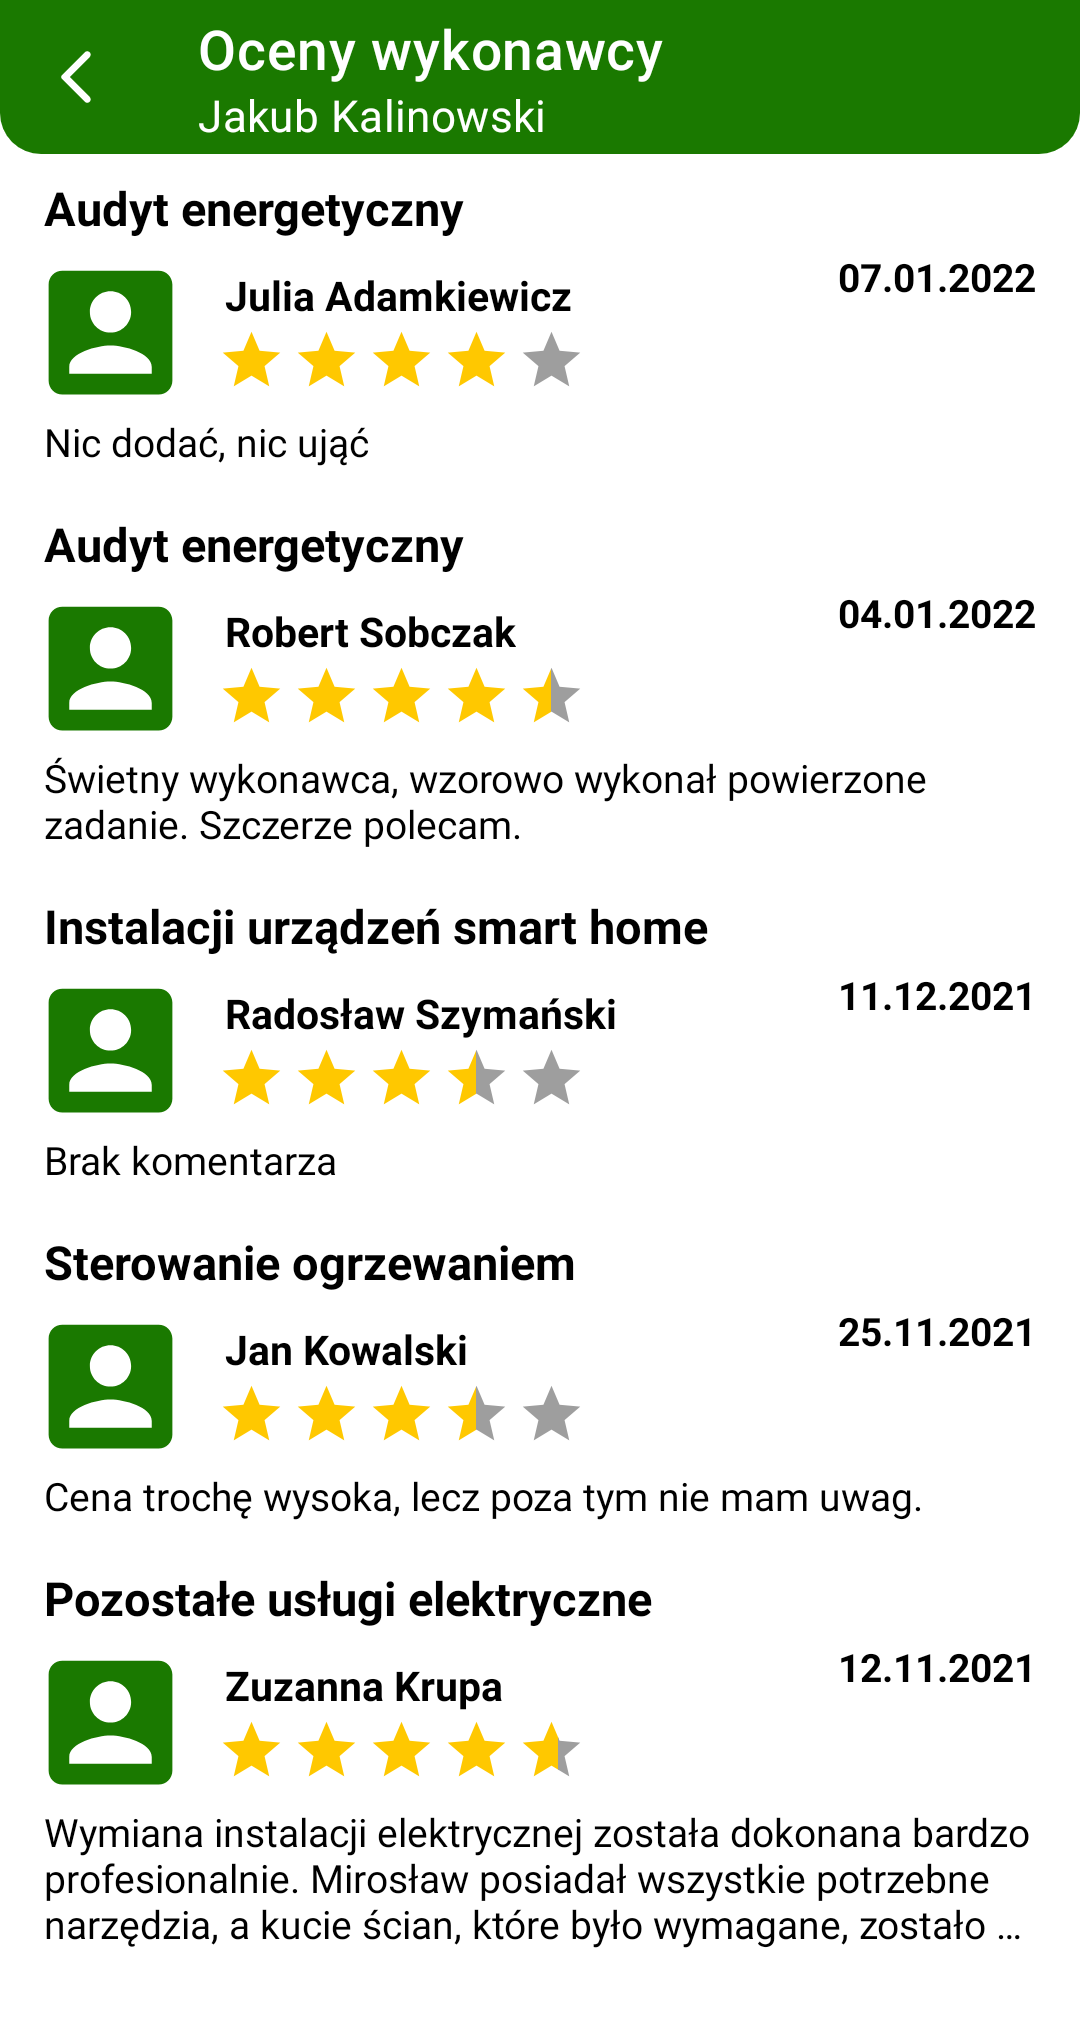 Oceny wykonawcy
Jakub Kalinowski
Audyt energetyczny
Julia Adamkiewicz
07.01.2022
Nic dodać, nic ująć
Audyt energetyczny
Robert Sobczak
04.01.2022
Świetny wykonawca, wzorowo wykonał powierzone
zadanie. Szczerze polecam.
Instalacji urządzeń smart home
Radosław Szymański
11.12.2021
Brak komentarza
Sterowanie ogrzewaniem
Jan Kowalski
25.11.2021
Cena trochę wysoka, lecz poza tym nie mam uwag.
Pozostałe usługi elektryczne
Zuzanna Krupa
12.11.2021
Wymiana instalacji elektrycznej została dokonana bardzo
profesjonalnie. Mirosław posiadał wszystkie potrzebne
narzędzia, a kucie ścian, które było wymagane, zostało ...